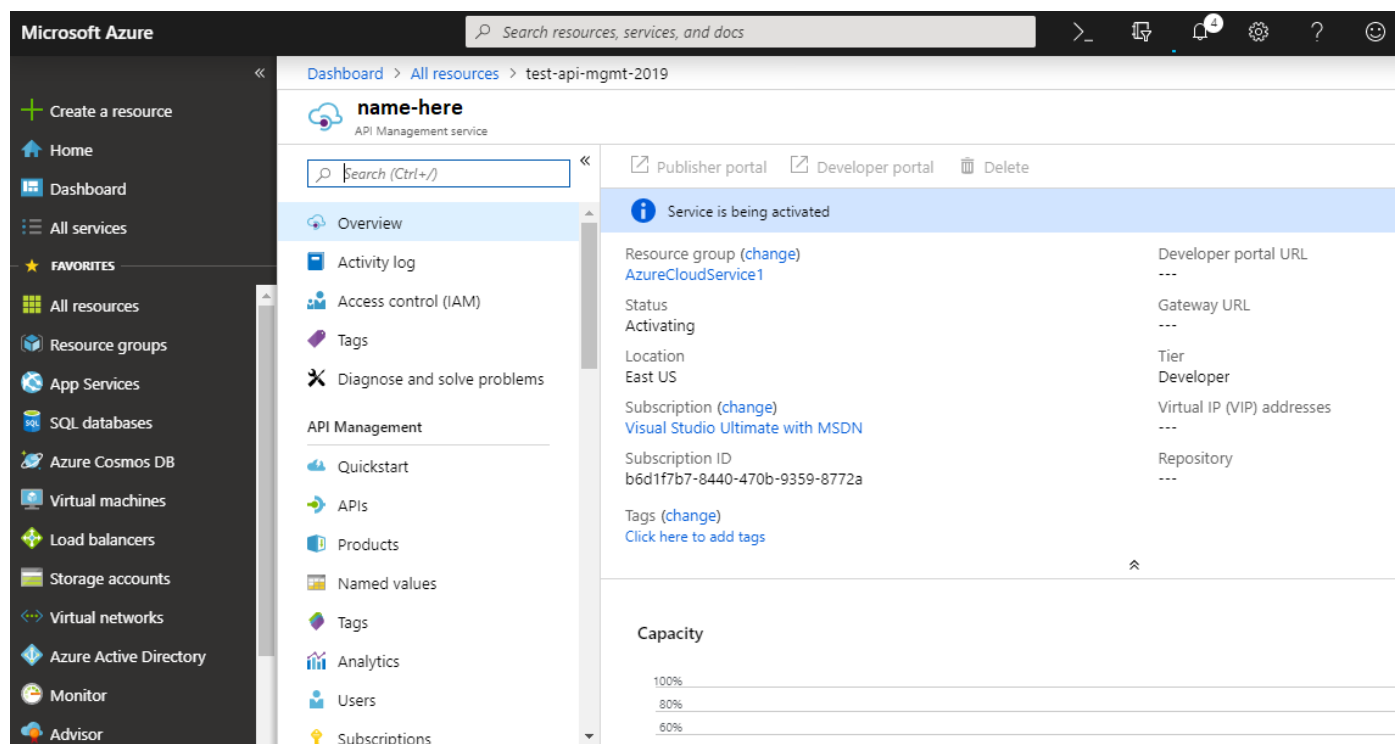 Microsoft Azure
Search resources, services, and docs
4
Dashboard > All resources > test-api-mgmt-2019
name-here
API Management service
Create a resource
Home
Dashboard
All services
FAVORITES
All resources
Resource groups
App Services
SQL databases
Azure Cosmos DB
Virtual machines
Load balancers
Storage accounts
Virtual networks
Azure Active Directory
Monitor
Advisor
Search (Ctrl+/)
Overview
Activity log
Access control (IAM)
Tags
Diagnose and solve problems
API Management
Quickstart
APIs
Products
Named values
Tags
Analytics
Users
Subscriptions
Publisher portal Developer portal Delete
Service is being activated
Resource group (change)
AzureCloudService1
Status
Activating
Location
East US
Subscription (change)
Visual Studio Ultimate with MSDN
Subscription ID
b6d1f7b7-8440-470b-9359-8772a
Tags (change)
Click here to add tags
Developer portal URL
---
Gateway URL
---
Tier
Developer
Virtual IP (VIP) addresses
---
Repository
---
Capacity
100%
80%
60%